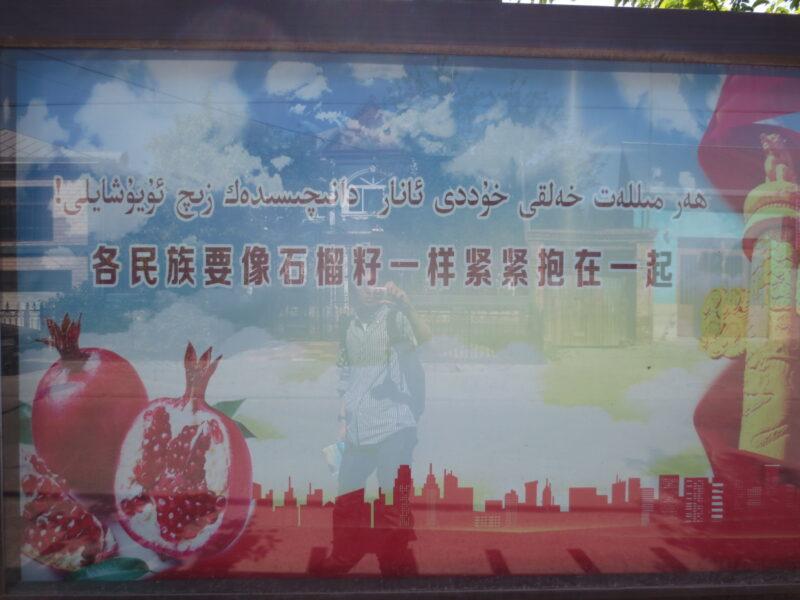 ھەر مىللەت خەلقى خۇددى ئانار دانىچىسىدەك زىچ ئۇيۇشايلى!
各民族要像石榴籽一样紧紧抱在一起